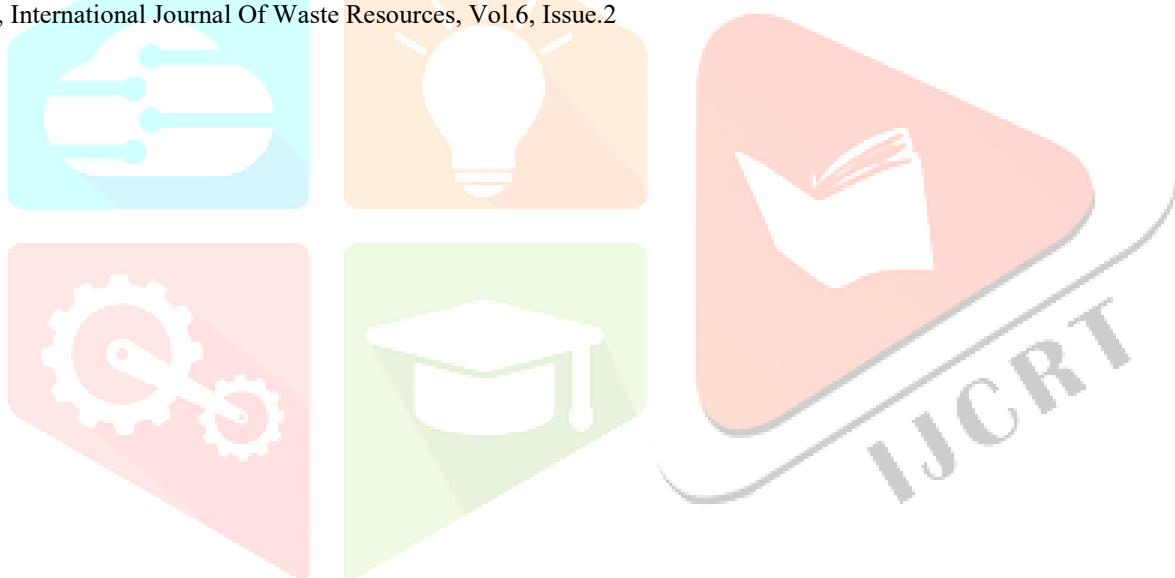 , International Journal Of Waste Resources, Vol.6, Issue.2
IJCRT